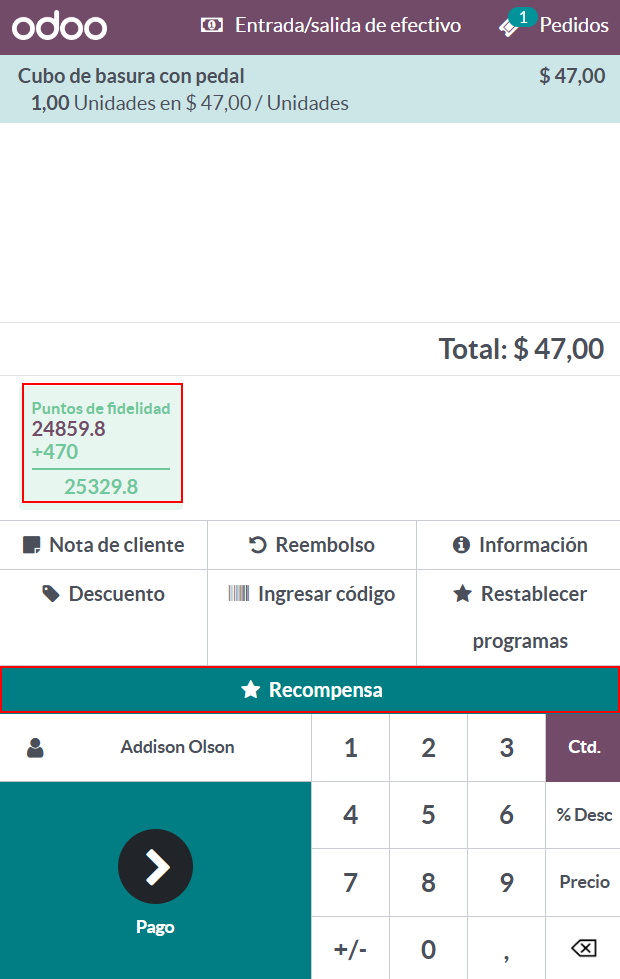 odoo Entrada/salida de efectivo 1 Pedidos
Cubo de basura con pedal $ 47,00
1,00 Unidades en $ 47,00 / Unidades
Total: $ 47,00
Puntos de fidelidad
24859.8
+470
25329.8
Nota de cliente Reembolso Información
Descuento Ingresar código Restablecer
programas
Recompensa
Addison Olson 1 2 3 Ctd.
4 5 6 % Desc
7 8 9 Precio
Pago
+/- 0 ,